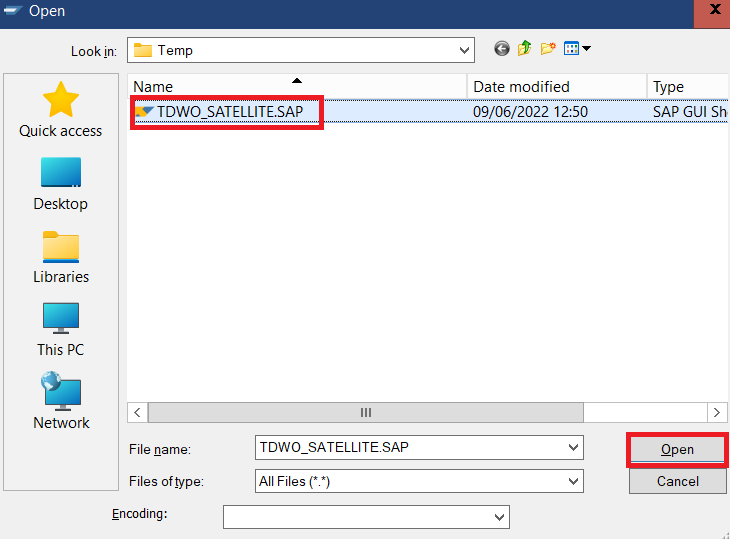 Open
x
Look in: Temp
Name Date modified Type
TDWO_SATELLITE.SAP 09/06/2022 12:50 SAP GUI Sh
Quick access
Desktop
Libraries
This PC
Network
File name: TDWO_SATELLITE.SAP Open
Files of type: All Files (*.*) Cancel
Encoding: